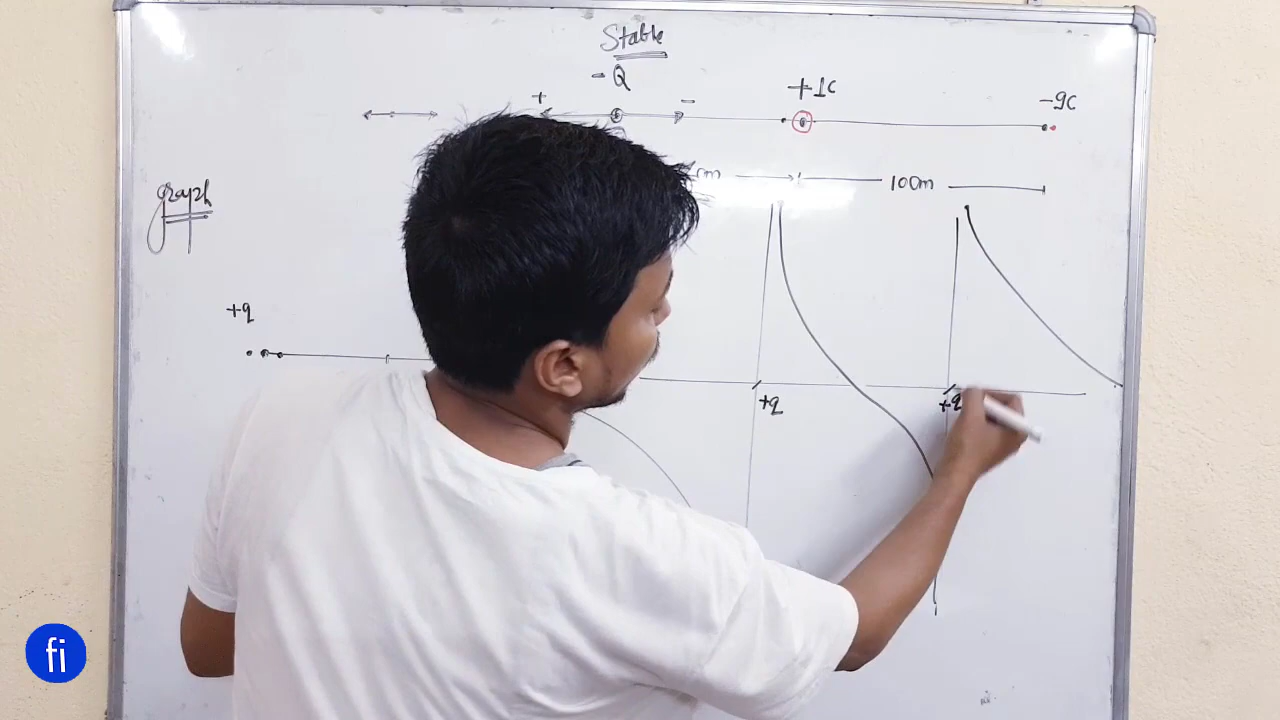 Stable
- Q
+ -
+1C
-9C
100m
graph
+q
+q
+q
fi